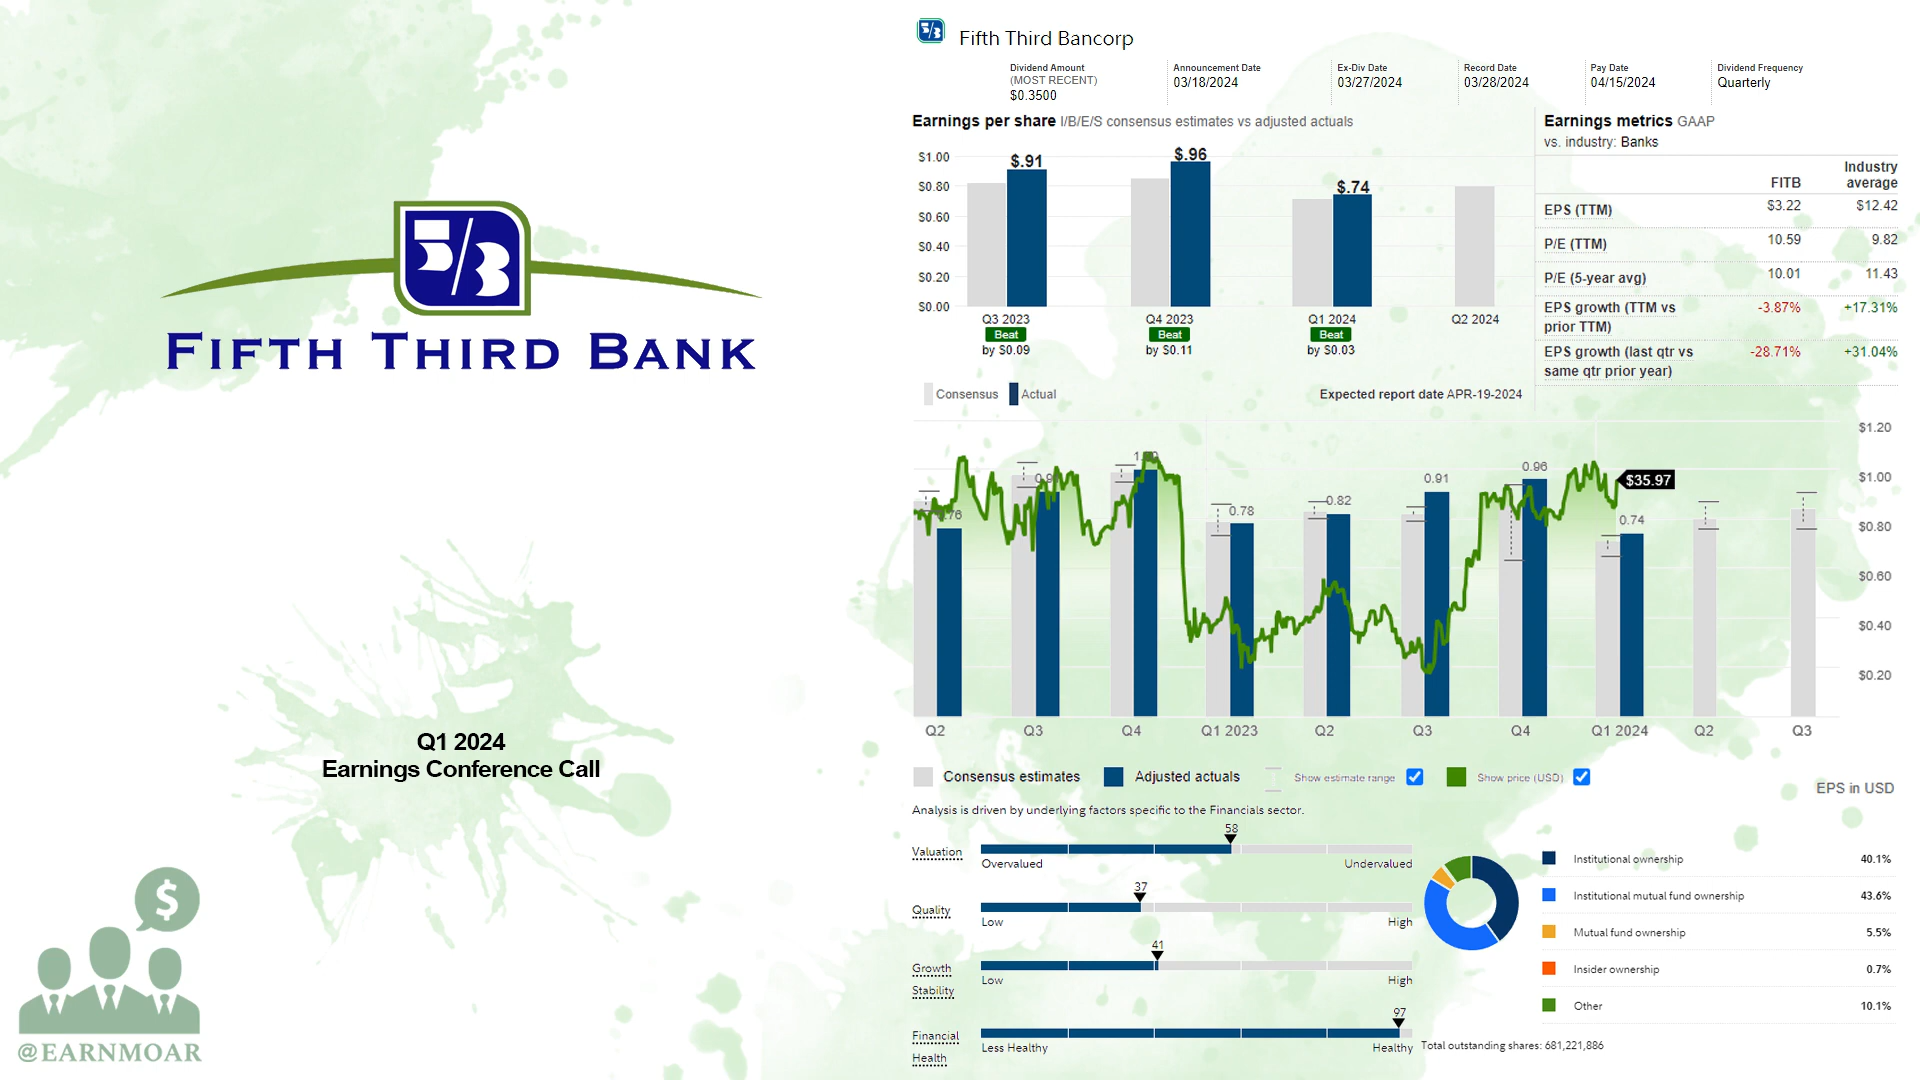 5/3
FIFTH THIRD BANK
Q1 2024
Earnings Conference Call
$
@EARNMOAR
5/3
Fifth Third Bancorp
Dividend Amount
(MOST RECENT)
$0.3500
Announcement Date
03/18/2024
Ex-Div Date
03/27/2024
Record Date
03/28/2024
Pay Date
04/15/2024
Dividend Frequency
Quarterly
Earnings per share I/B/E/S consensus estimates vs adjusted actuals
$1.00
$0.80
$0.60
$0.40
$0.20
$0.00
$.91
$.96
$.74
Q3 2023
Beat
by $0.09
Q4 2023
Beat
by $0.11
Q1 2024
Beat
by $0.03
Q2 2024
Consensus Actual
Expected report date APR-19-2024
Earnings metrics GAAP
vs. industry: Banks
FITB Industry average
EPS (TTM) $3.22 $12.42
P/E (TTM) 10.59 9.82
P/E (5-year avg) 10.01 11.43
EPS growth (TTM vs prior TTM) -3.87% +17.31%
EPS growth (last qtr vs same qtr prior year) -28.71% +31.04%
$1.20
$1.00
$0.80
$0.60
$0.40
$0.20
0.78
0.82
0.91
0.96
0.74
$35.97
Q2 Q3 Q4 Q1 2023 Q2 Q3 Q4 Q1 2024 Q2 Q3
Consensus estimates Adjusted actuals Show estimate range Show price (USD)
EPS in USD
Analysis is driven by underlying factors specific to the Financials sector.
Valuation
58
Overvalued Undervalued
Quality
37
Low High
Growth
Stability
41
Low High
Financial
Health
97
Less Healthy Healthy
Institutional ownership 40.1%
Institutional mutual fund ownership 43.6%
Mutual fund ownership 5.5%
Insider ownership 0.7%
Other 10.1%
Total outstanding shares: 681,221,886